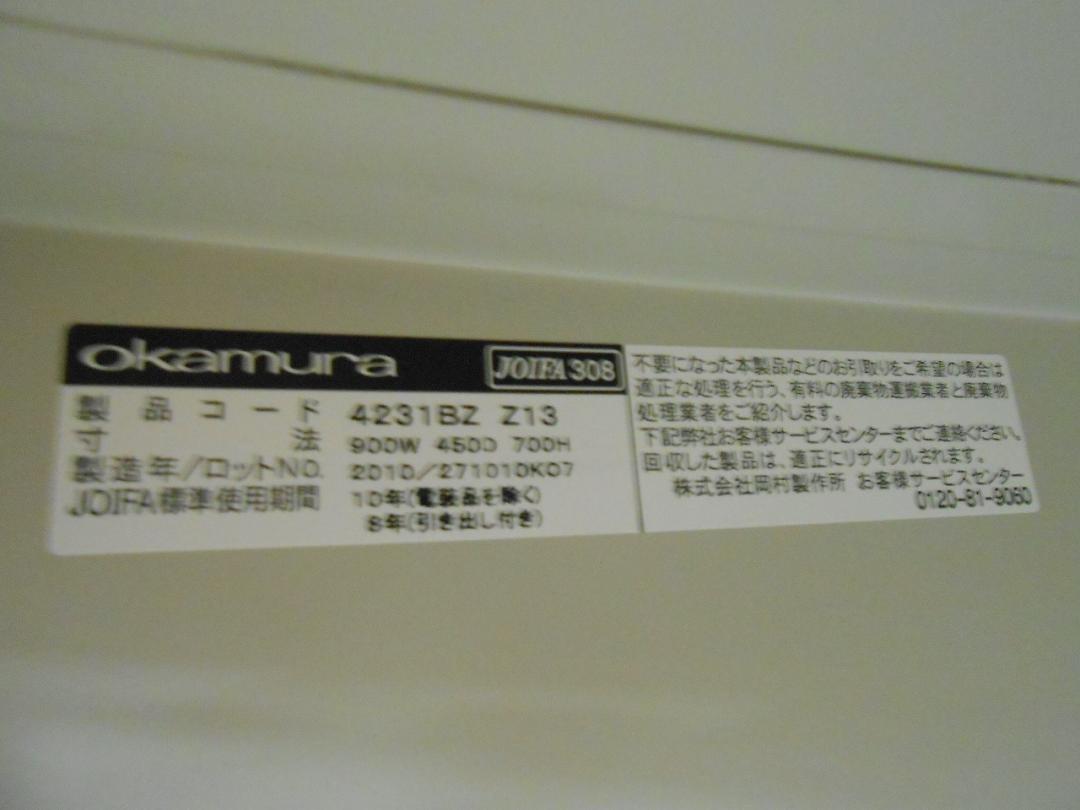 okamura JOIFA308
製品コード 4231BZ Z13
寸法 900W 450D 700H
製造年/ロットNO. 2010/271010K07
JOIFA標準使用期間 10年(電装品を除く)
8年(引き出し付き)
不要になった本製品などのお引取りをご希望の場合は
適正な処理を行う、有料の廃棄物運搬業者と廃棄物
処理業者をご紹介します。
下記弊社お客様サービスセンターまでご連絡ください。
回収した製品は、適正にリサイクルされます。
株式会社岡村製作所 お客様サービスセンター
0120-81-9060